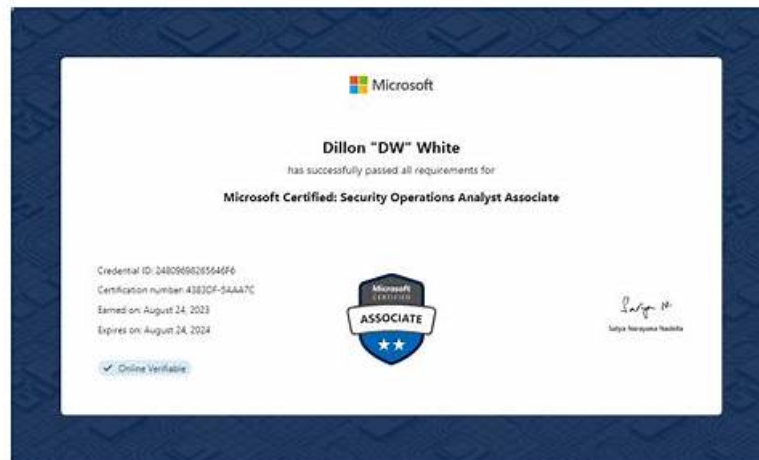 Microsoft
Dillon "DW" White
has successfully passed all requirements for
Microsoft Certified: Security Operations Analyst Associate
Credential ID: 24809698265646F6
Certification number: 4383DF-5AAA7C
Earned on: August 24, 2023
Expires on: August 24, 2024
✓ Online Verifiable
Microsoft
CERTIFIED
ASSOCIATE
Satya N.
Satya Narayana Nadella